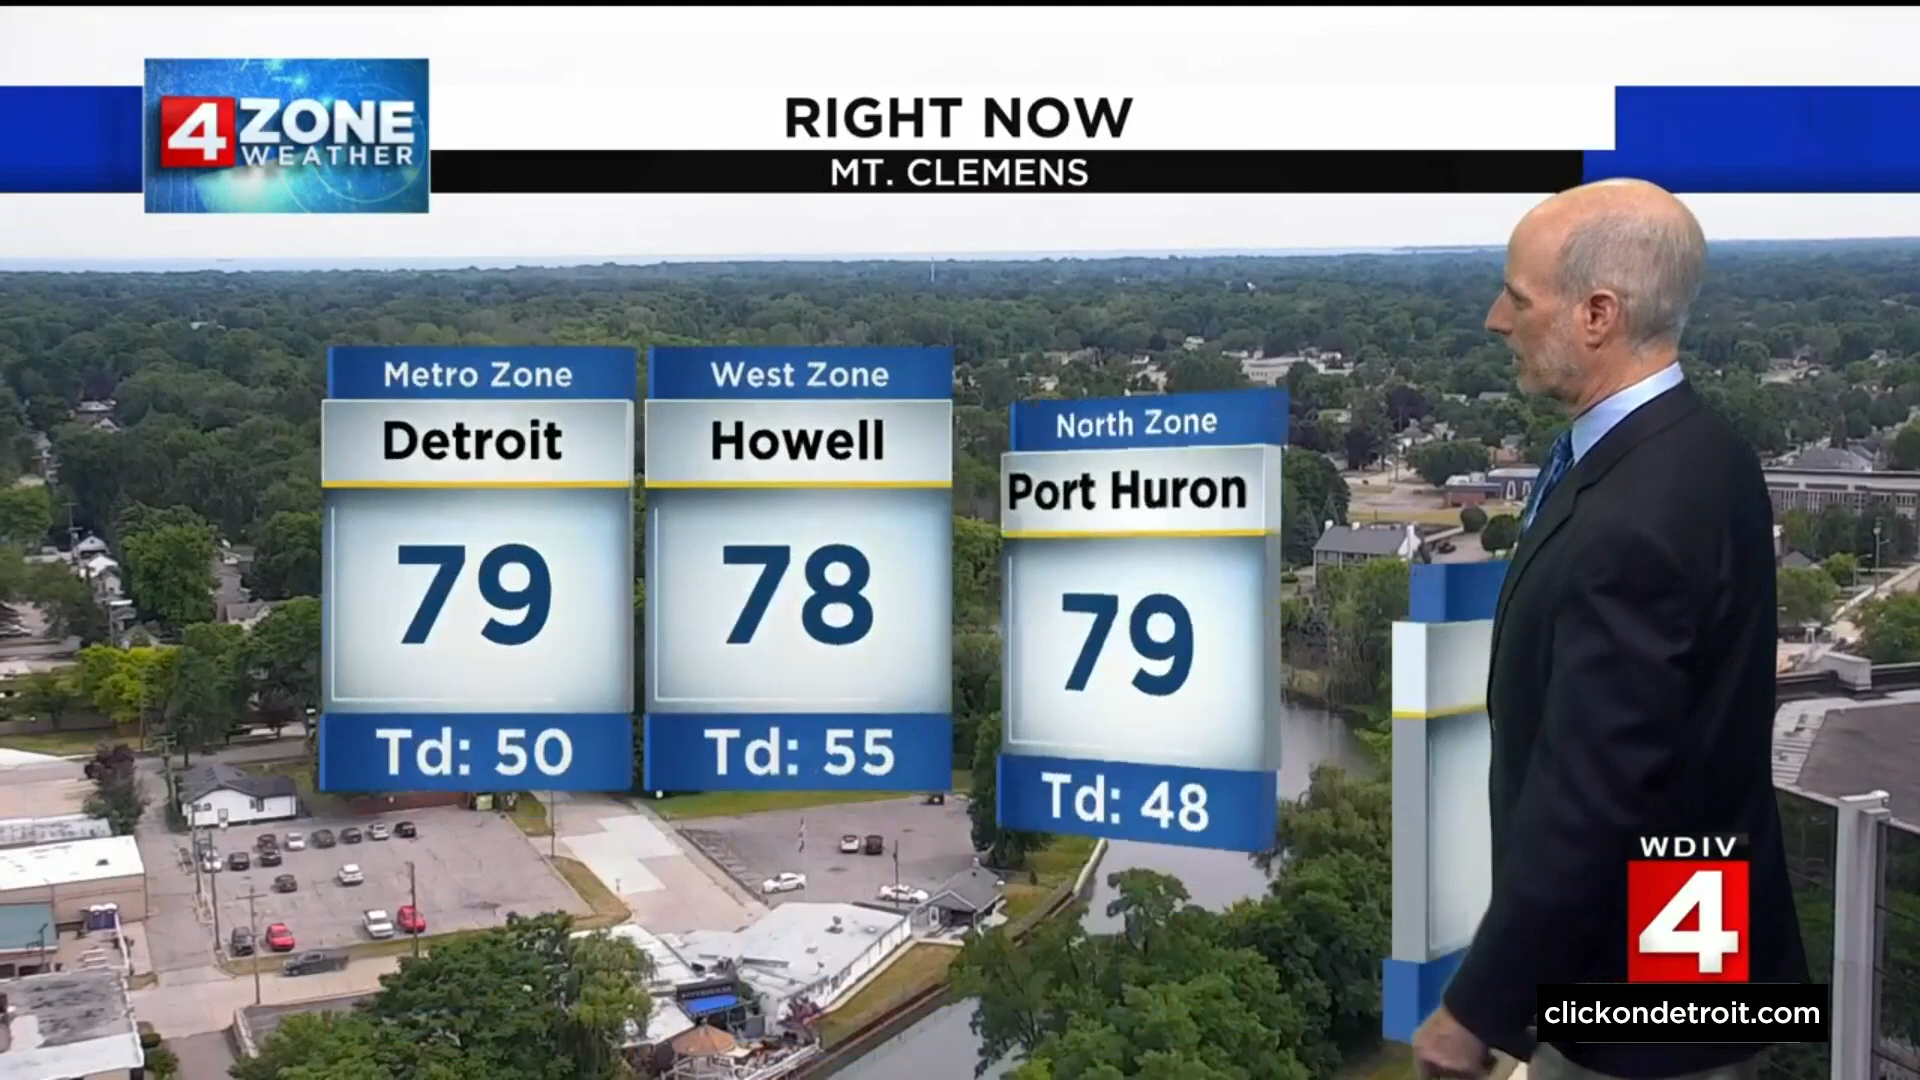 4 ZONE
WEATHER
RIGHT NOW
MT. CLEMENS
Metro Zone
Detroit
79
Td: 50
West Zone
Howell
78
Td: 55
North Zone
Port Huron
79
Td: 48
WDIV
4
clickondetroit.com